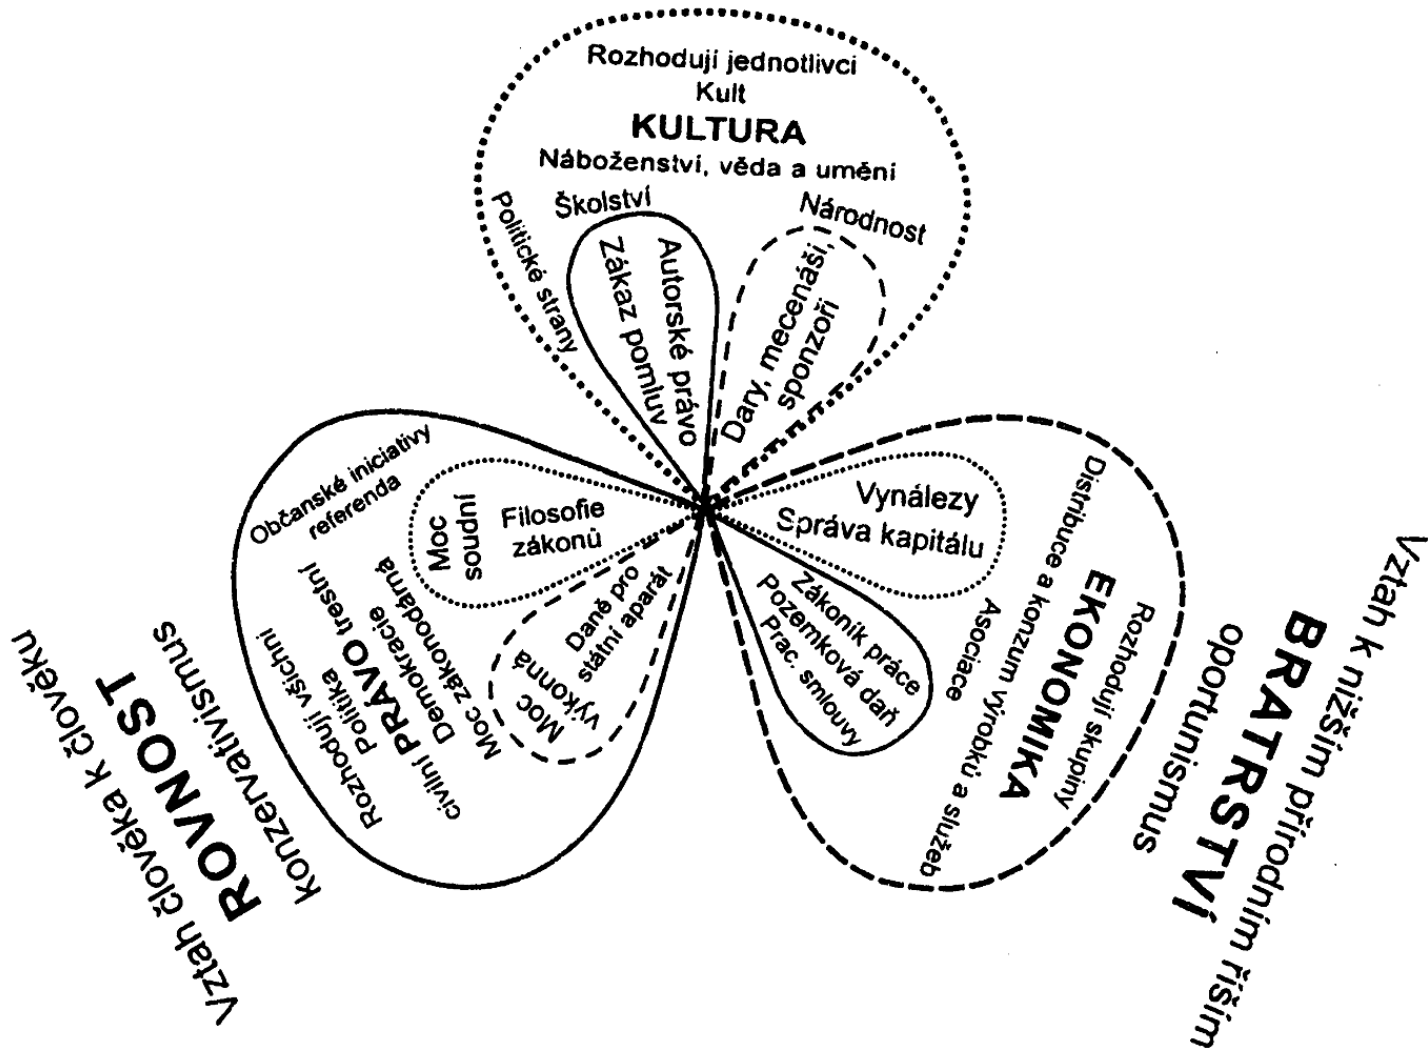 Rozhodují jednotlivci
Kult
KULTURA
Náboženství, věda a umění
Školství
Národnost
Politické strany
Zákaz pomluv
Autorské právo
Dary, mecenáši,
sponzoři
Občanské iniciativy
referenda
Moc
soudní
Filosofie
zákonů
Daně pro
státní aparát
Moc
výkonná
Moc zákonodárná
Demokracie
civilní PRÁVO trestní
Politika
Rozhodují všichni
konzervativismus
ROVNOST
Vztah člověka k člověku
Vynálezy
Správa kapitálu
Zákoník práce
Pozemková daň
Prac. smlouvy
Asociace
Distribuce a konzum výrobků a služeb
EKONOMIKA
Rozhodují skupiny
oportunismus
BRATRSTVÍ
Vztah k nižším přírodním říším